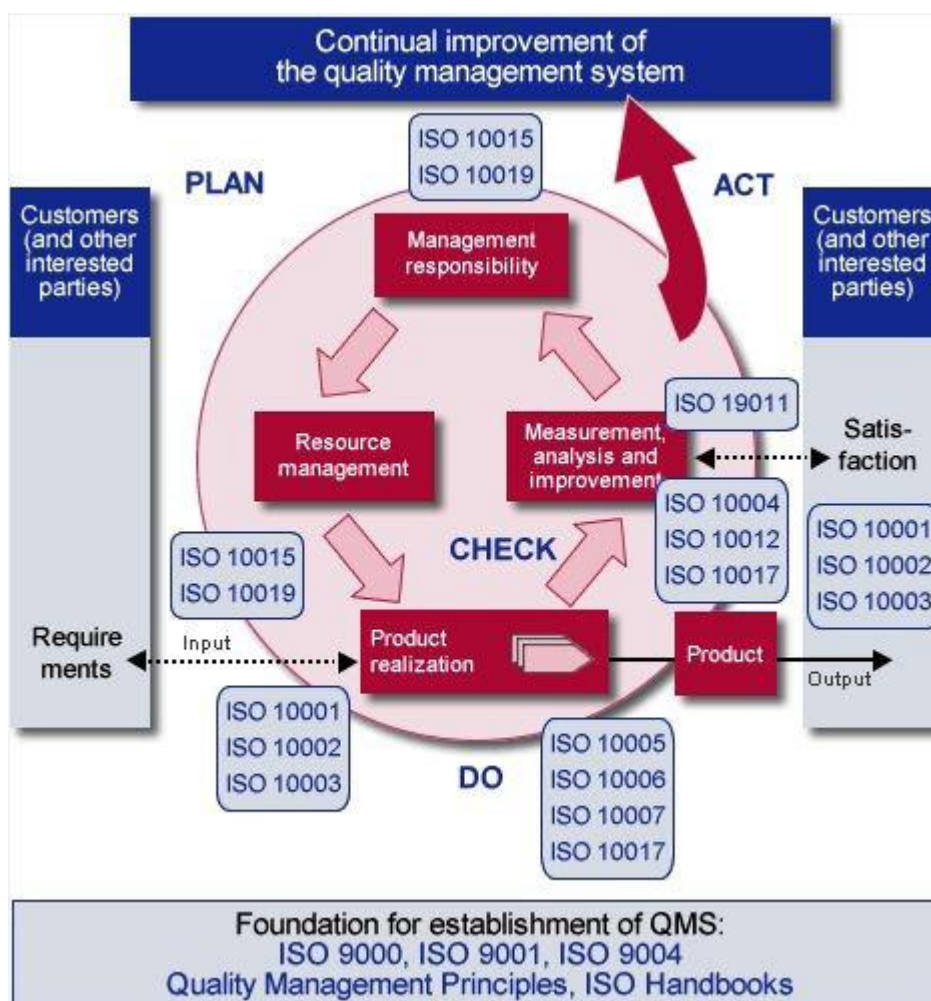 Continual improvement of
the quality management system
ISO 10015
ISO 10019
PLAN
ACT
Customers
(and other
interested
parties)
Customers
(and other
interested
parties)
Management
responsibility
ISO 19011
Resource
management
Measurement,
analysis and
improvement
Satis-
faction
ISO 10004
ISO 10012
ISO 10017
ISO 10001
ISO 10002
ISO 10003
CHECK
ISO 10015
ISO 10019
Require
ments
Input
Product
realization
Product
Output
ISO 10001
ISO 10002
ISO 10003
DO
ISO 10005
ISO 10006
ISO 10007
ISO 10017
Foundation for establishment of QMS:
ISO 9000, ISO 9001, ISO 9004
Quality Management Principles, ISO Handbooks